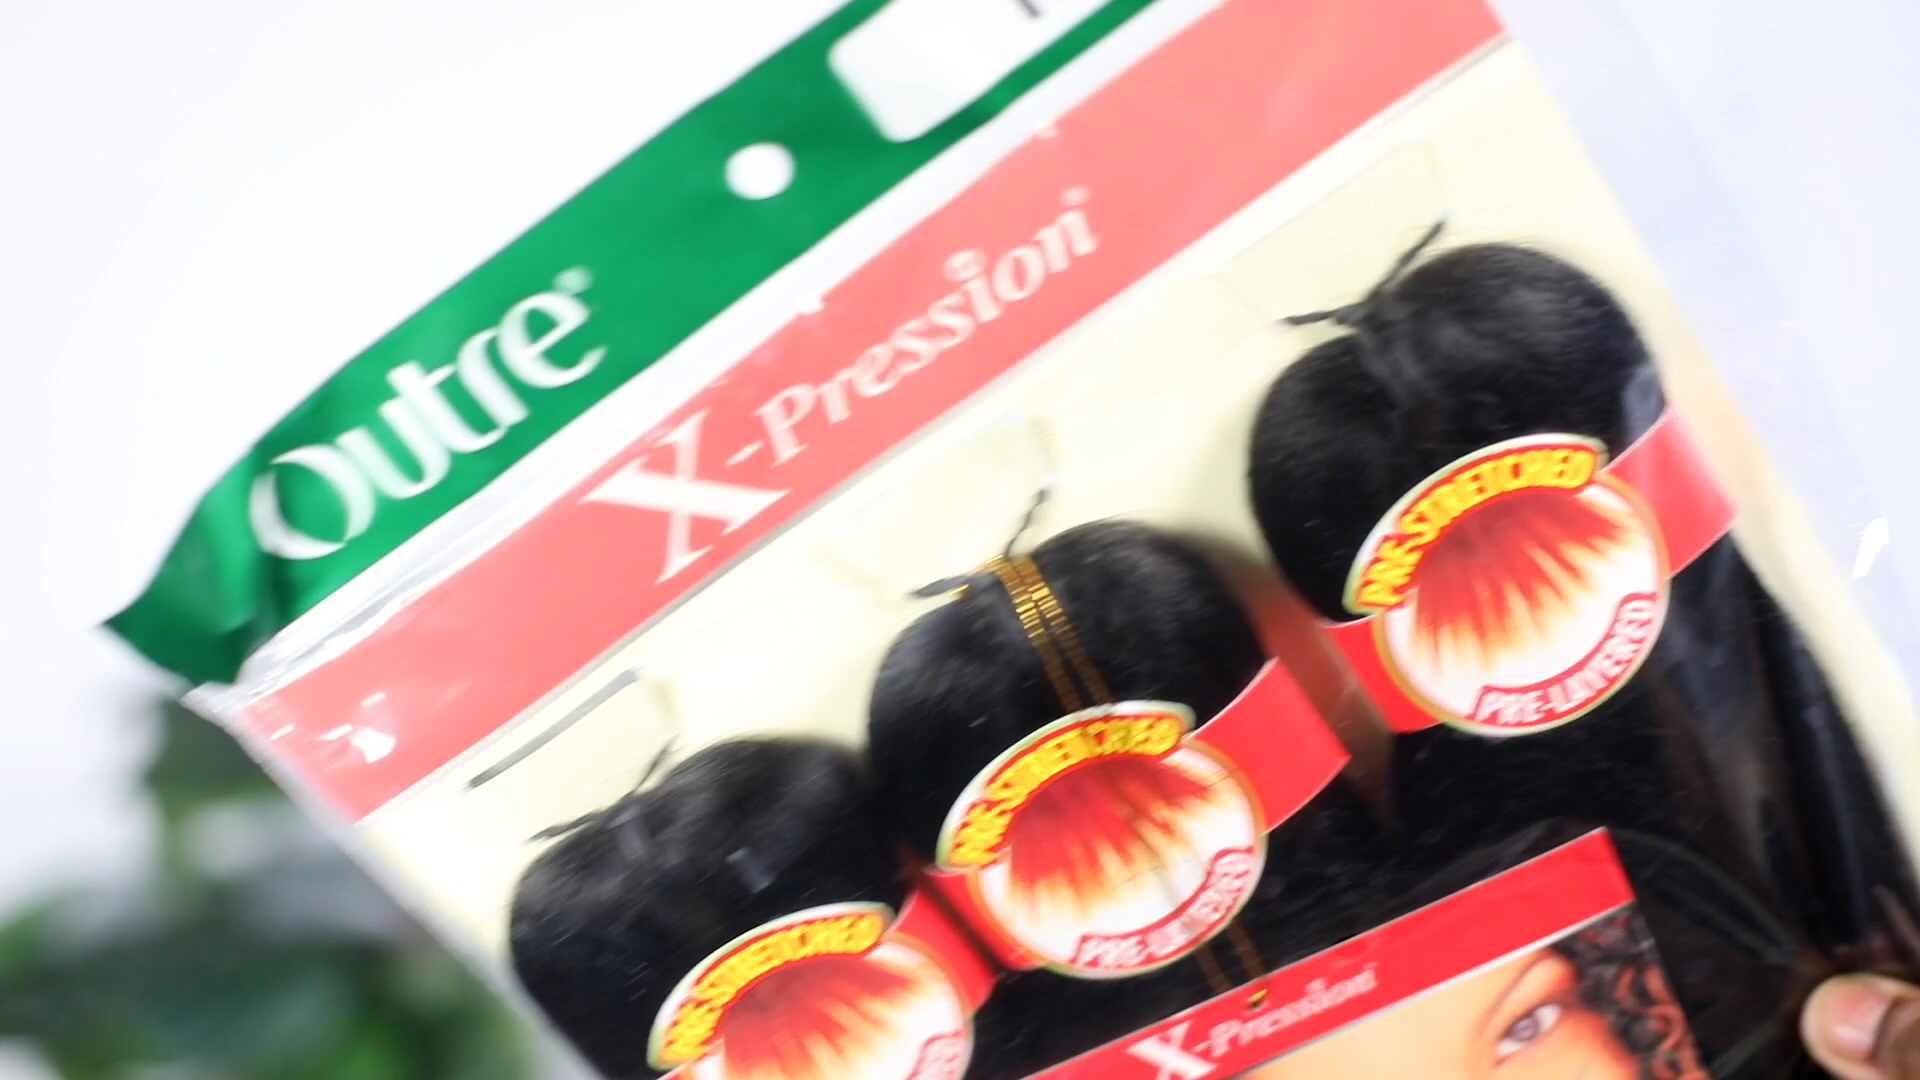 Outre
X-Pression
PRE-STRETCHED
PRE-LAYERED
PRE-STRETCHED
PRE-LAYERED
PRE-STRETCHED
X-Pression